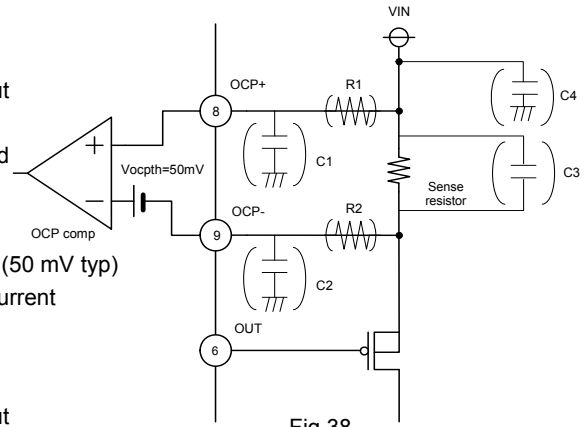 VIN
ut
OCP+
R1
8
C4
C1
Vocpth=50mV
+
C3
Sense
resistor
−
OCP-
R2
OCP comp
9
(50 mV typ)
urrent
C2
OUT
6
ut
Fig.38